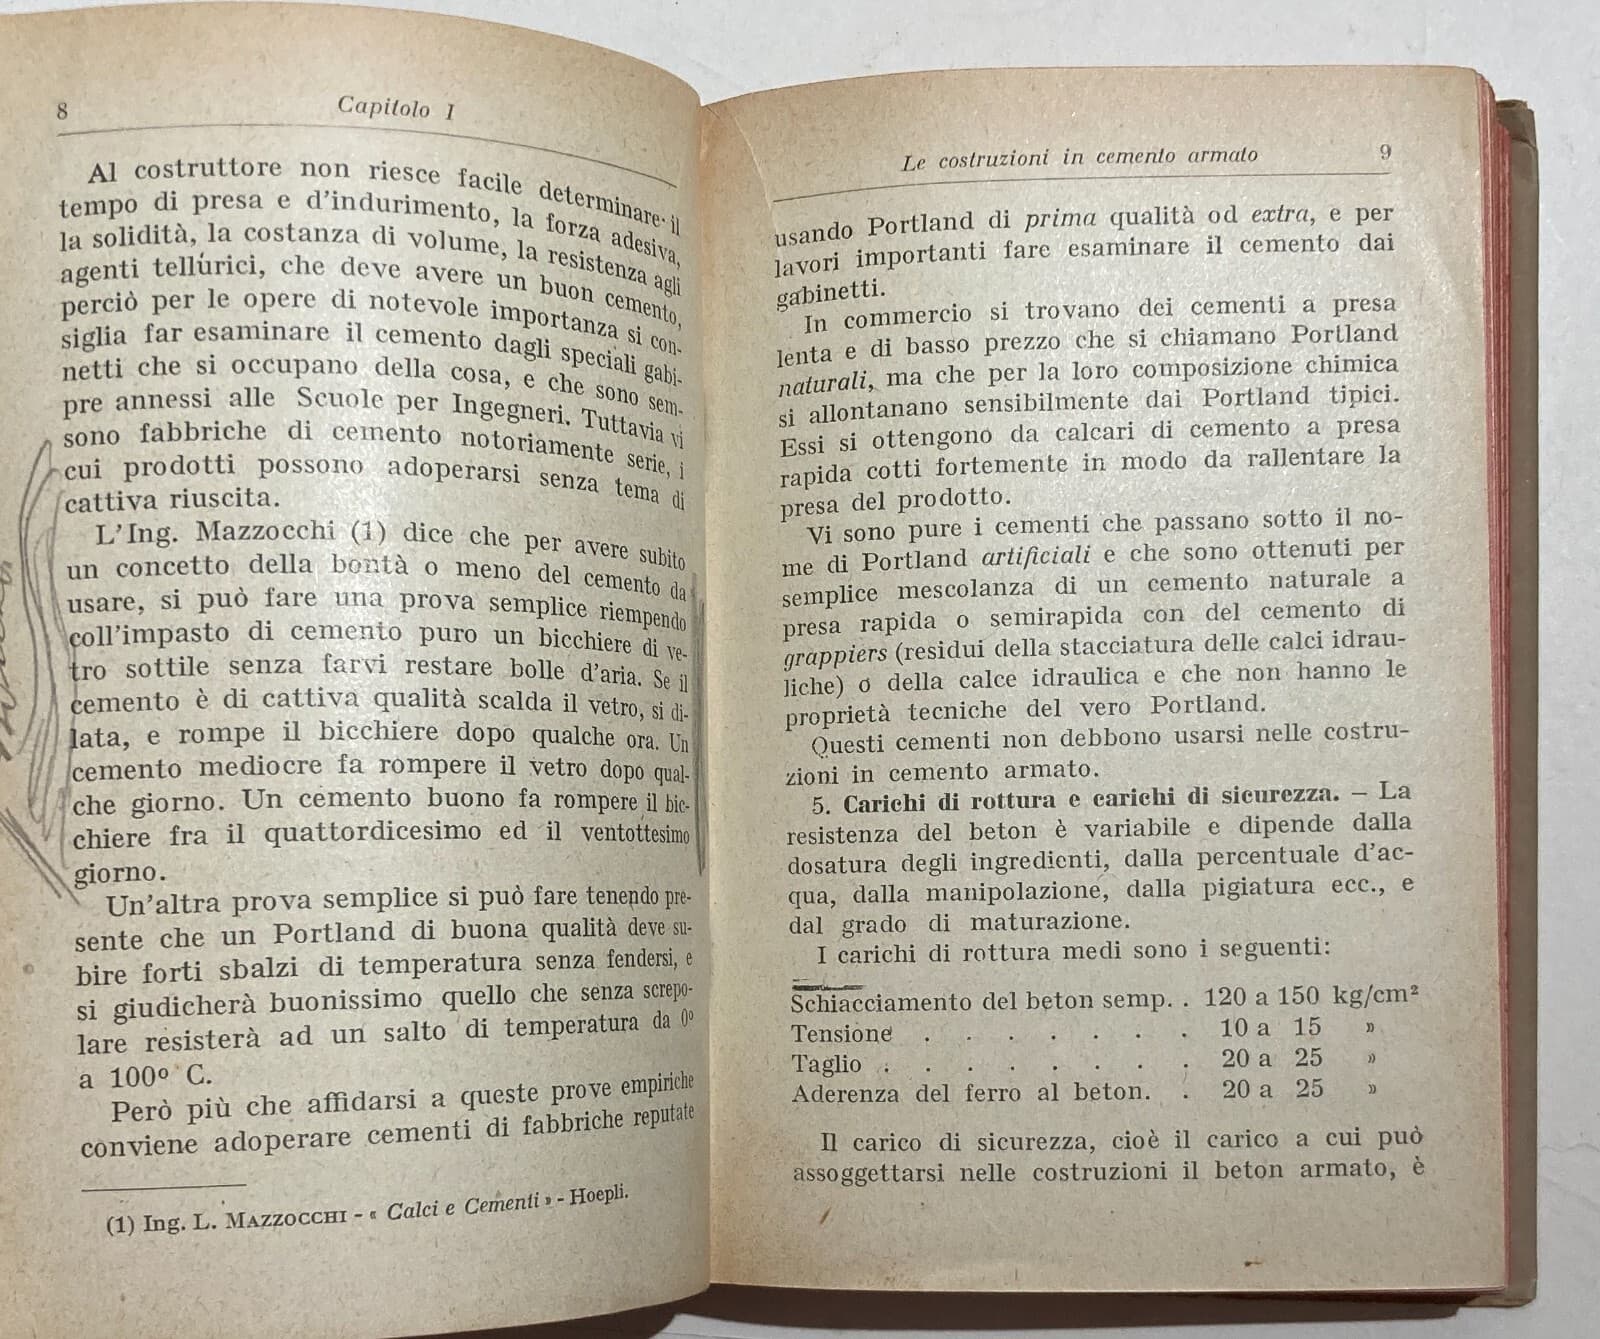 8
Capitolo I
Al costruttore non riesce facile determinare il
tempo di presa e d'indurimento, la forza adesiva,
la solidità, la costanza di volume, la resistenza agli
agenti tellurici, che deve avere un buon cemento,
perciò per le opere di notevole importanza si con-
siglia far esaminare il cemento dagli speciali gabi-
netti che si occupano della cosa, e che sono sem-
pre annessi alle Scuole per Ingegneri. Tuttavia vi
sono fabbriche di cemento notoriamente serie, i
cui prodotti possono adoperarsi senza tema di
cattiva riuscita.
L'Ing. Mazzocchi (1) dice che per avere subito
un concetto della bontà o meno del cemento da
usare, si può fare una prova semplice riempendo
coll'impasto di cemento puro un bicchiere di ve-
tro sottile senza farvi restare bolle d'aria. Se il
cemento è di cattiva qualità scalda il vetro, si di-
lata, e rompe il bicchiere dopo qualche ora. Un
cemento mediocre fa rompere il vetro dopo qual-
che giorno. Un cemento buono fa rompere il bic-
chiere fra il quattordicesimo ed il ventottesimo
giorno.
Un'altra prova semplice si può fare tenendo pre-
sente che un Portland di buona qualità deve su-
bire forti sbalzi di temperatura senza fendersi, e
si giudicherà buonissimo quello che senza screpo-
lare resisterà ad un salto di temperatura da 0º
a 100º C.
Però più che affidarsi a queste prove empiriche
conviene adoperare cementi di fabbriche reputate
(1) Ing. L. MAZZOCCHI - « Calci e Cementi » - Hoepli.
Le costruzioni in cemento armato
9
usando Portland di prima qualità od extra, e per
lavori importanti fare esaminare il cemento dai
gabinetti.
In commercio si trovano dei cementi a presa
lenta e di basso prezzo che si chiamano Portland
naturali, ma che per la loro composizione chimica
si allontanano sensibilmente dai Portland tipici.
Essi si ottengono da calcari di cemento a presa
rapida cotti fortemente in modo da rallentare la
presa del prodotto.
Vi sono pure i cementi che passano sotto il no-
me di Portland artificiali e che sono ottenuti per
semplice mescolanza di un cemento naturale a
presa rapida o semirapida con del cemento di
grappiers (residui della stacciatura delle calci idrau-
liche) o della calce idraulica e che non hanno le
proprietà tecniche del vero Portland.
Questi cementi non debbono usarsi nelle costru-
zioni in cemento armato.
5. Carichi di rottura e carichi di sicurezza. — La
resistenza del beton è variabile e dipende dalla
dosatura degli ingredienti, dalla percentuale d'ac-
qua, dalla manipolazione, dalla pigiatura ecc., e
dal grado di maturazione.
I carichi di rottura medi sono i seguenti:
Schiacciamento del beton semp. . 120 a 150 kg/cm²
Tensione . . . . . . . 10 a 15 »
Taglio . . . . . . . . 20 a 25 »
Aderenza del ferro al beton. . 20 a 25 »
Il carico di sicurezza, cioè il carico a cui può
assoggettarsi nelle costruzioni il beton armato, è